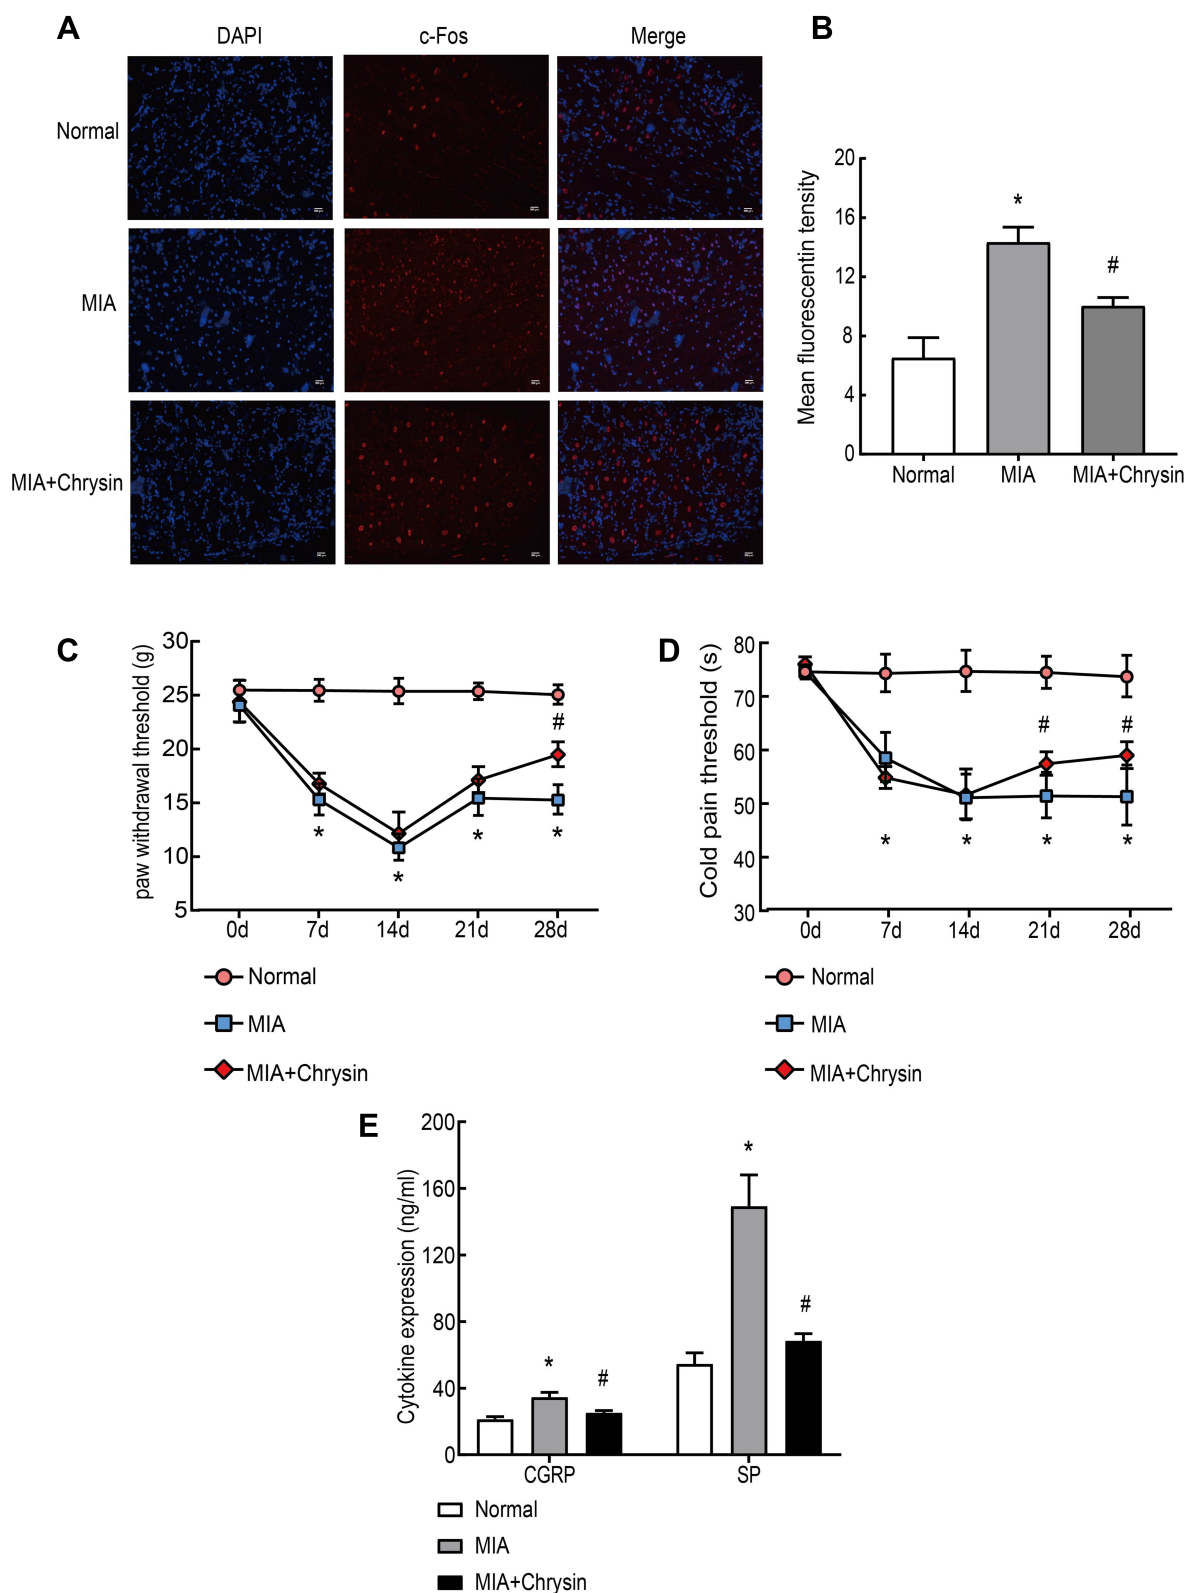 A
DAPI
c-Fos
Merge
Normal
MIA
MIA+Chrysin
B
Mean fluorescentin tensity
20
16
12
8
4
0
*
#
Normal
MIA
MIA+Chrysin
C
paw withdrawal threshold (g)
30
25
20
15
10
5
#
*
*
*
*
0d
7d
14d
21d
28d
Normal
MIA
MIA+Chrysin
D
Cold pain threshold (s)
80
70
60
50
40
30
#
#
*
*
*
*
0d
7d
14d
21d
28d
Normal
MIA
MIA+Chrysin
E
Cytokine expression (ng/ml)
200
160
120
80
40
0
*
#
*
#
CGRP
SP
Normal
MIA
MIA+Chrysin